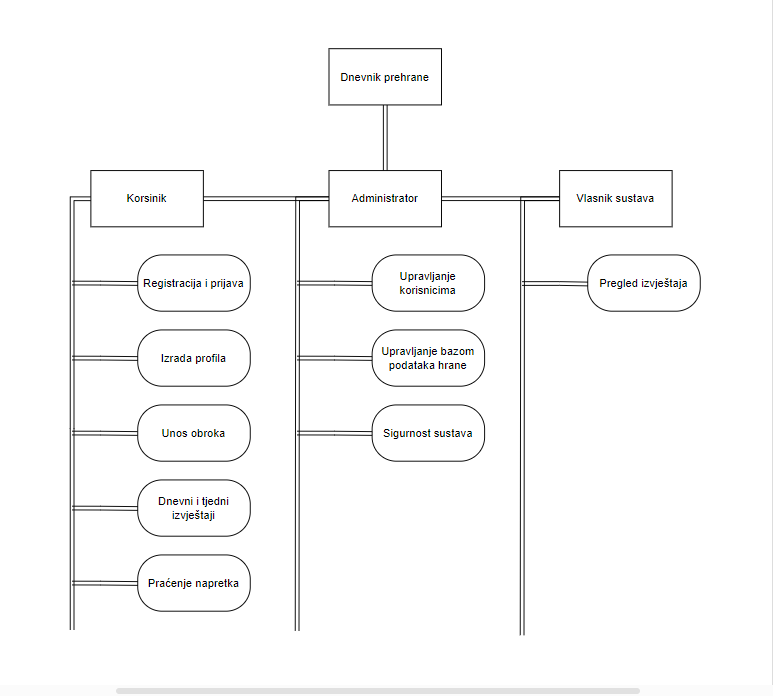 Dnevnik prehrane
Korsinik
Administrator
Vlasnik sustava
Registracija i prijava
Izrada profila
Unos obroka
Dnevni i tjedni
izvještaji
Praćenje napretka
Upravljanje
korisnicima
Upravljanje bazom
podataka hrane
Sigurnost sustava
Pregled izvještaja